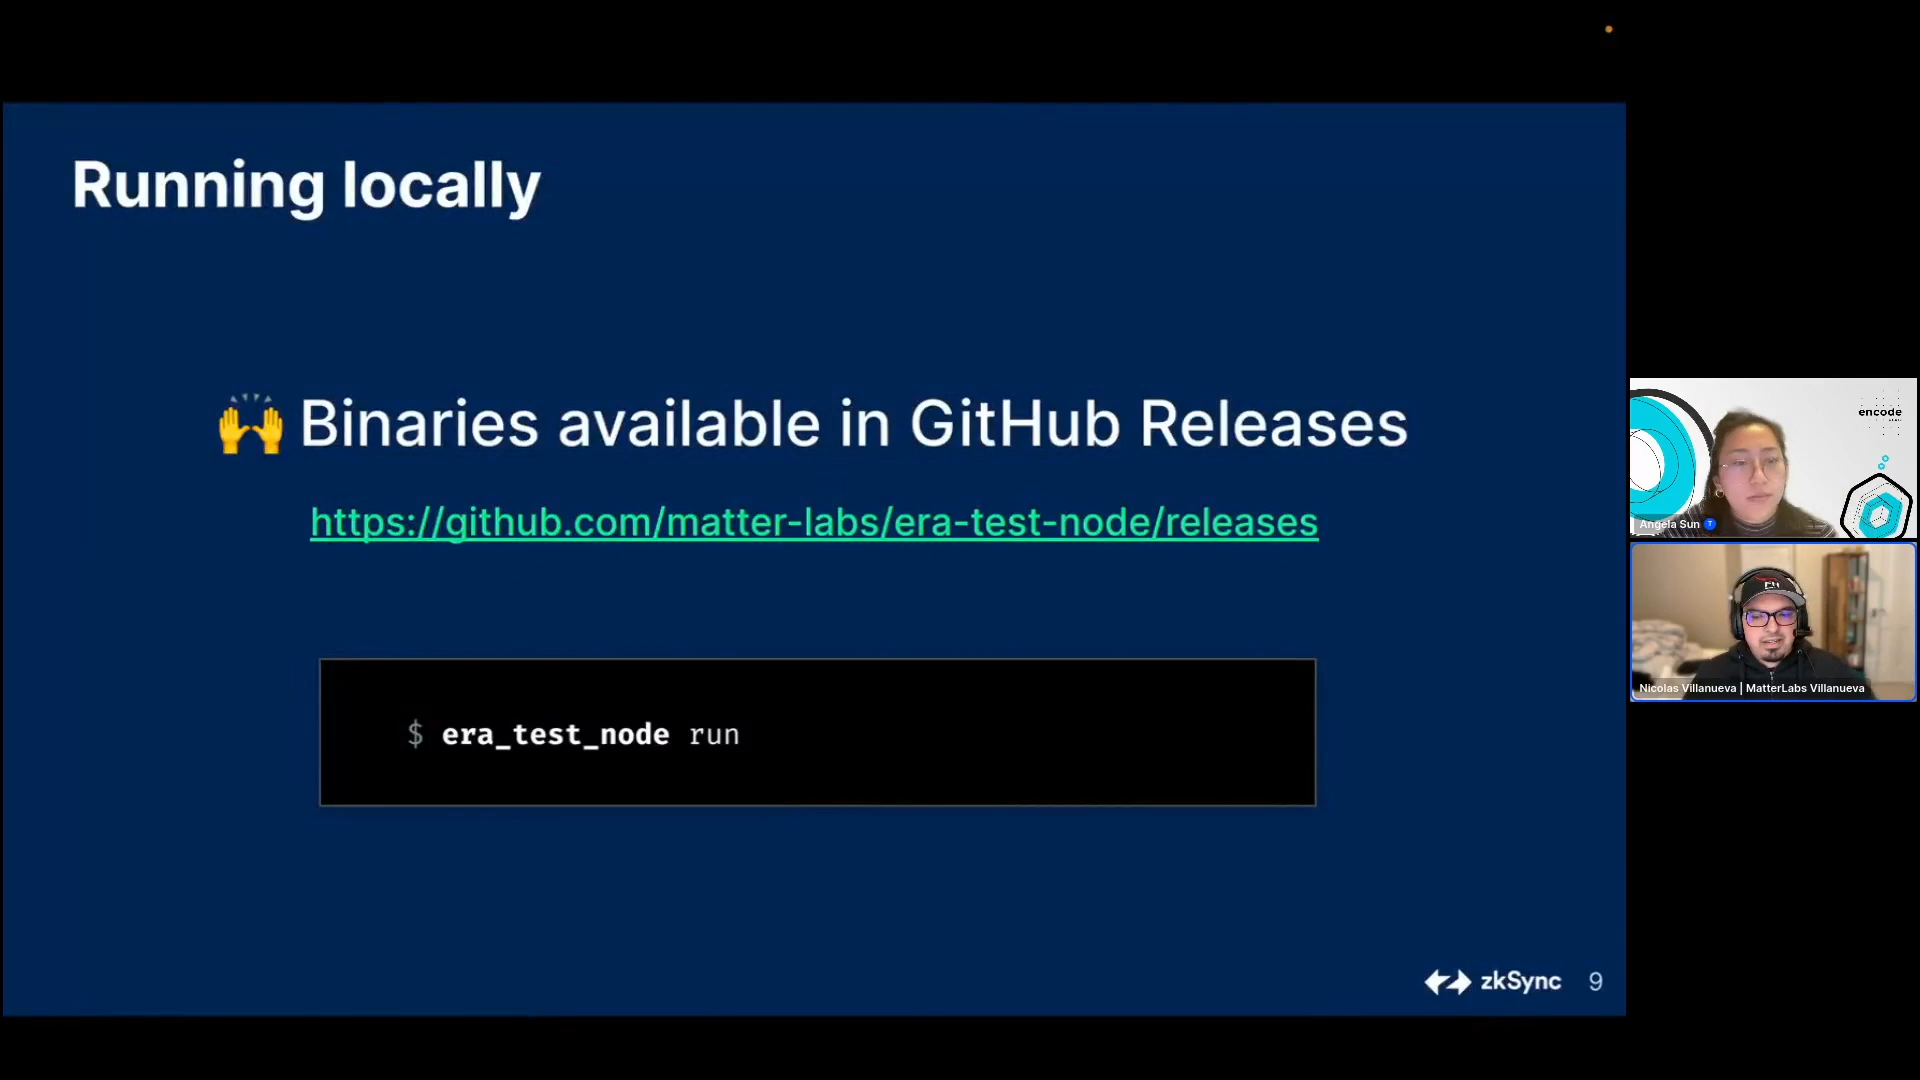 Running locally
🙌 Binaries available in GitHub Releases
https://github.com/matter-labs/era-test-node/releases
$ era_test_node run
zkSync 9
encode
Angela Sun
Nicolas Villanueva | MatterLabs Villanueva